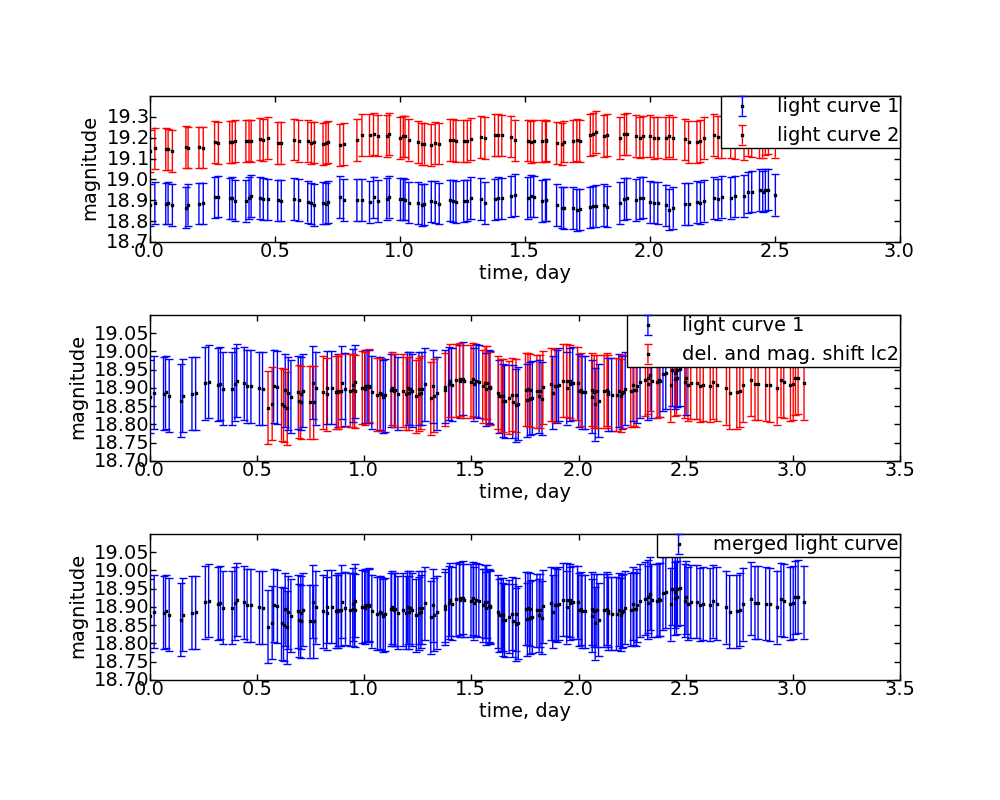 19.3
19.2
19.1
19.0
18.9
18.8
18.7
magnitude
light curve 1
light curve 2
0.0 0.5 1.0 1.5 2.0 2.5 3.0
time, day
19.05
19.00
18.95
18.90
18.85
18.80
18.75
18.70
magnitude
light curve 1
del. and mag. shift lc2
0.0 0.5 1.0 1.5 2.0 2.5 3.0 3.5
time, day
19.05
19.00
18.95
18.90
18.85
18.80
18.75
18.70
magnitude
merged light curve
0.0 0.5 1.0 1.5 2.0 2.5 3.0 3.5
time, day